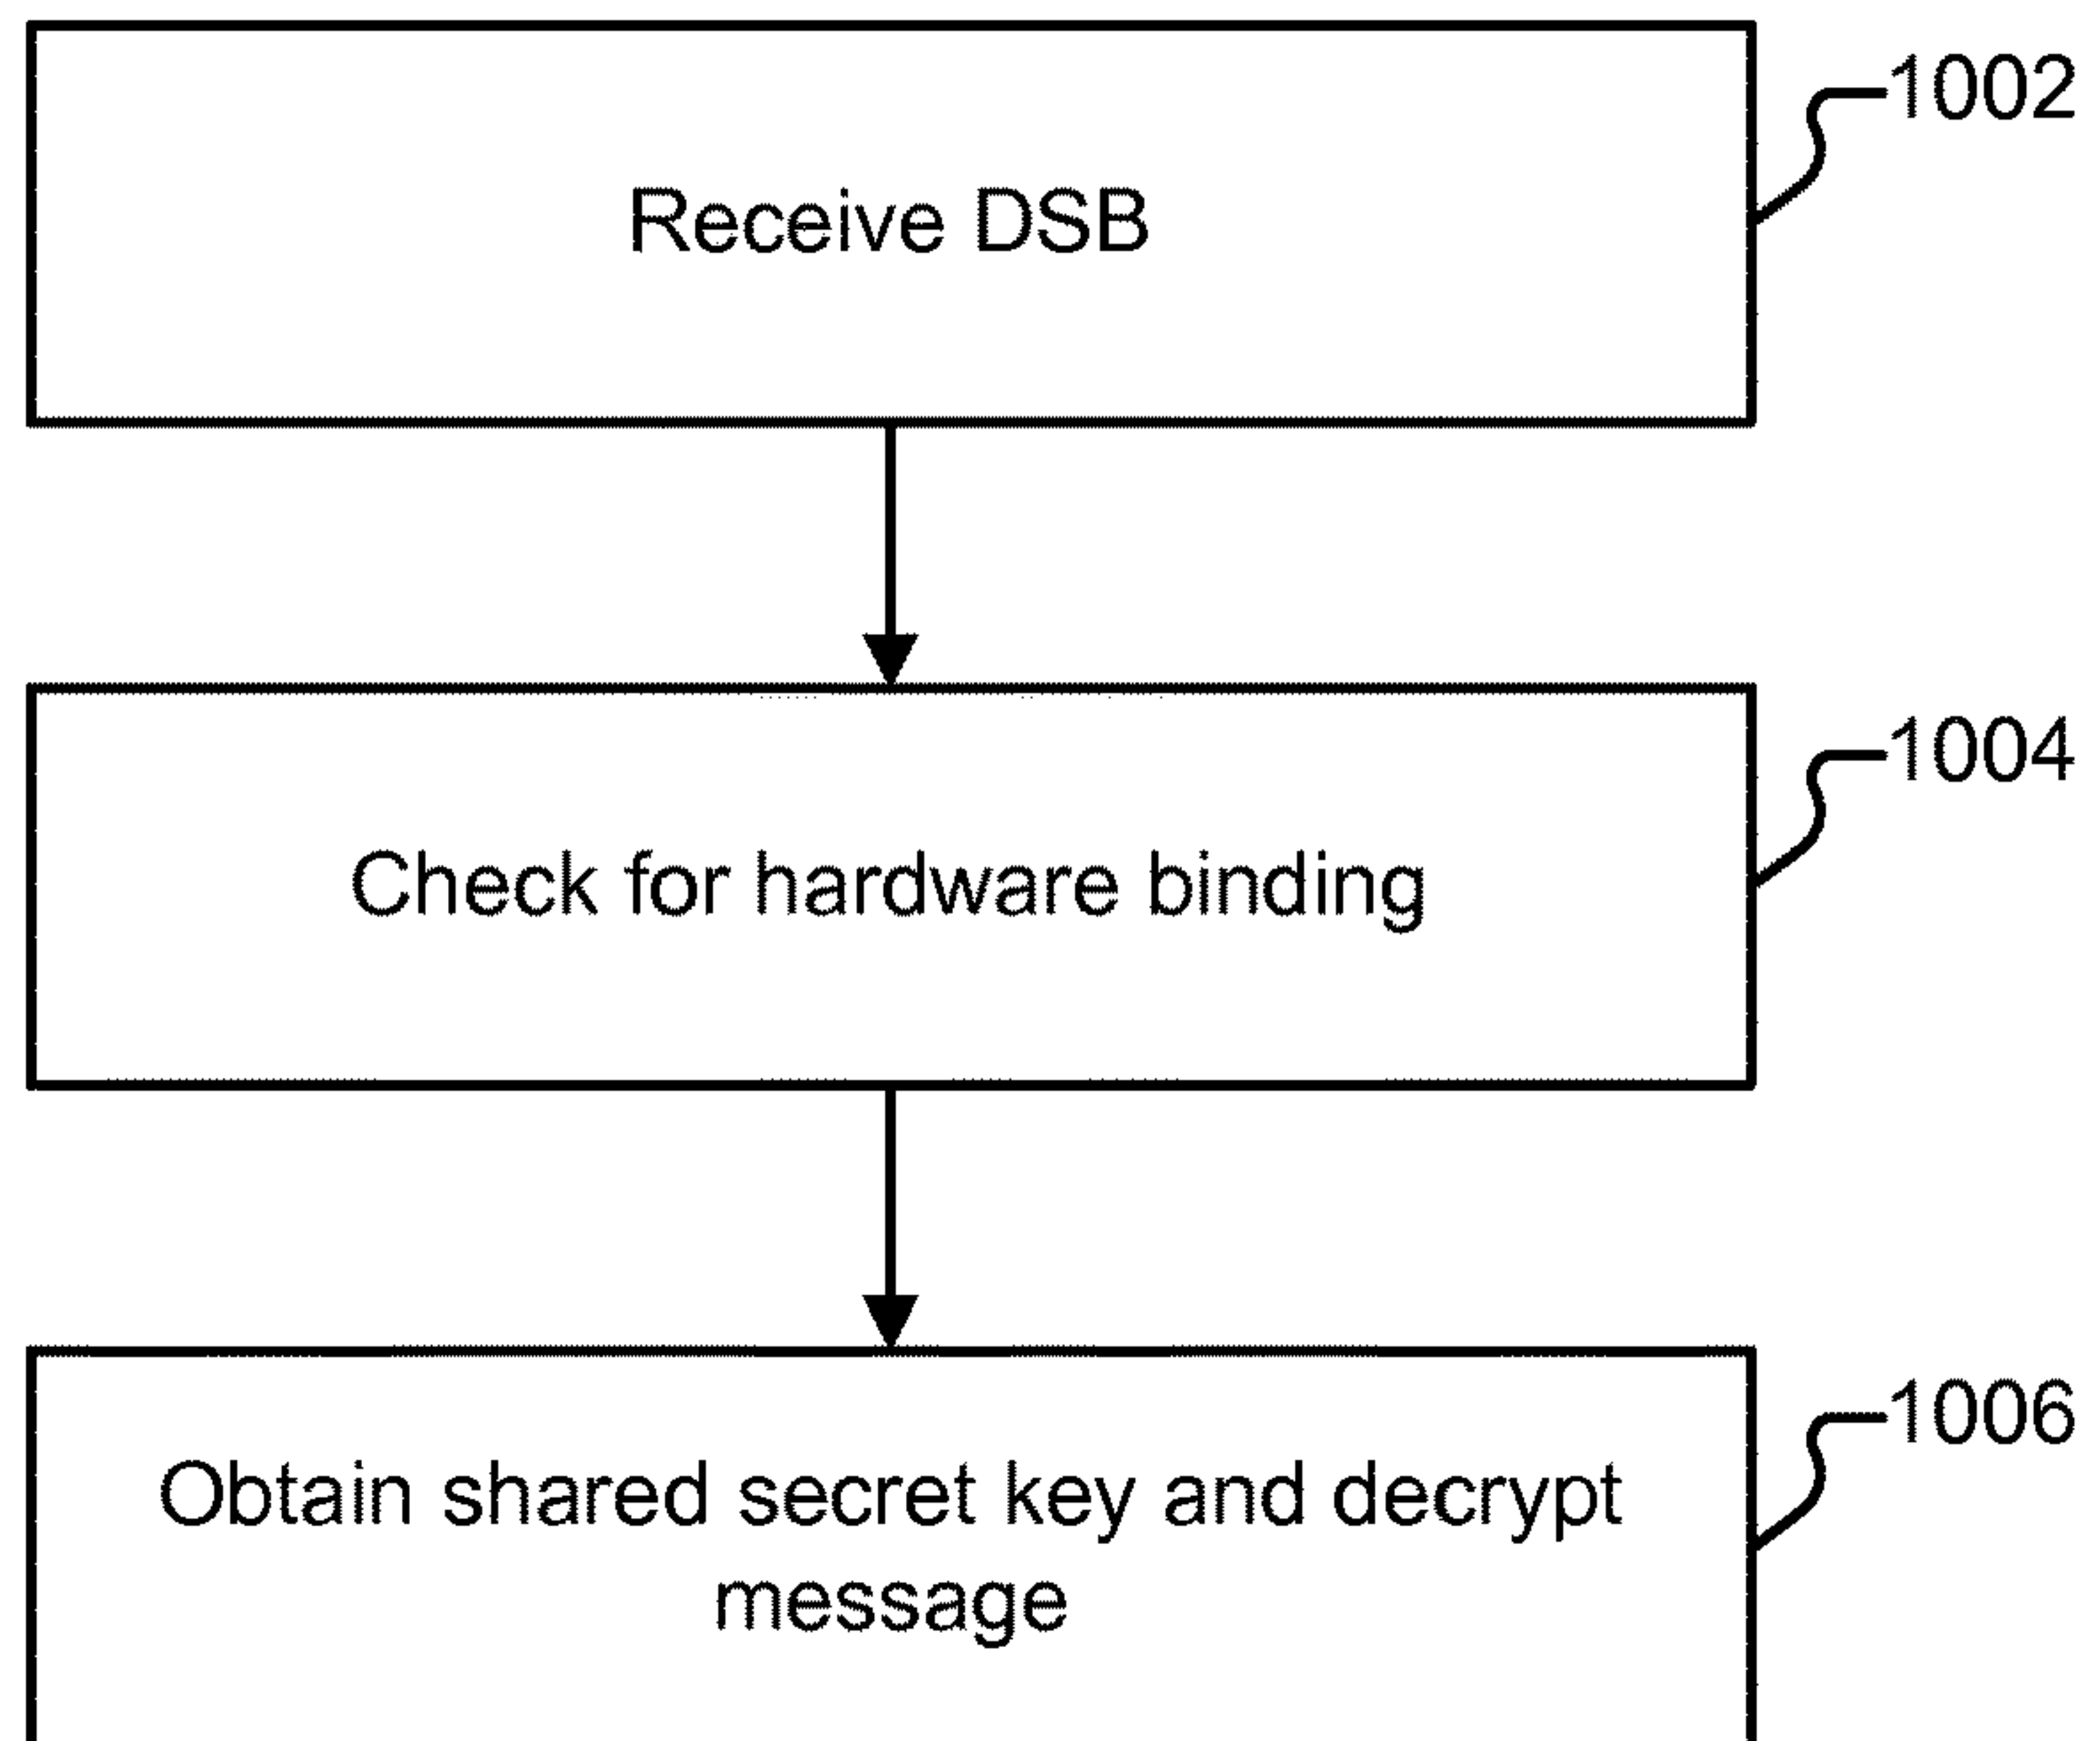 Receive DSB
1002
Check for hardware binding
1004
Obtain shared secret key and decrypt
message
1006